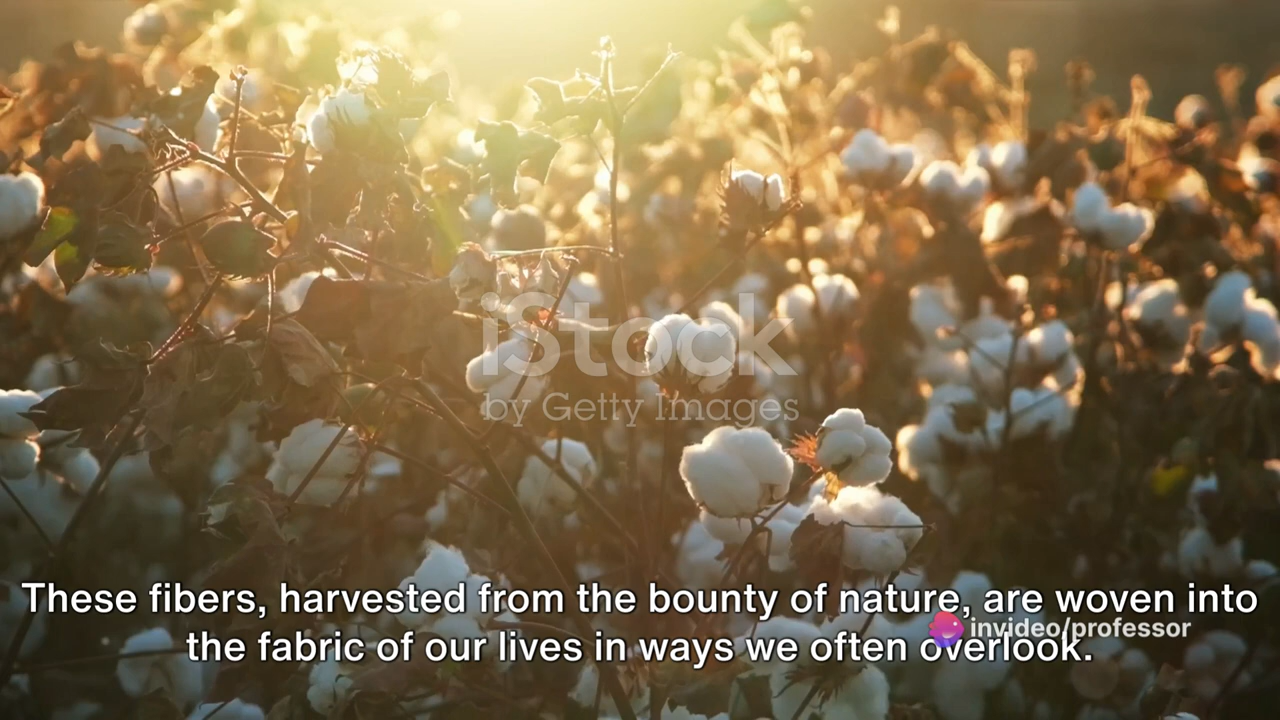 iStock
by Getty Images
These fibers, harvested from the bounty of nature, are woven into
invideo/professor
the fabric of our lives in ways we often overlook.